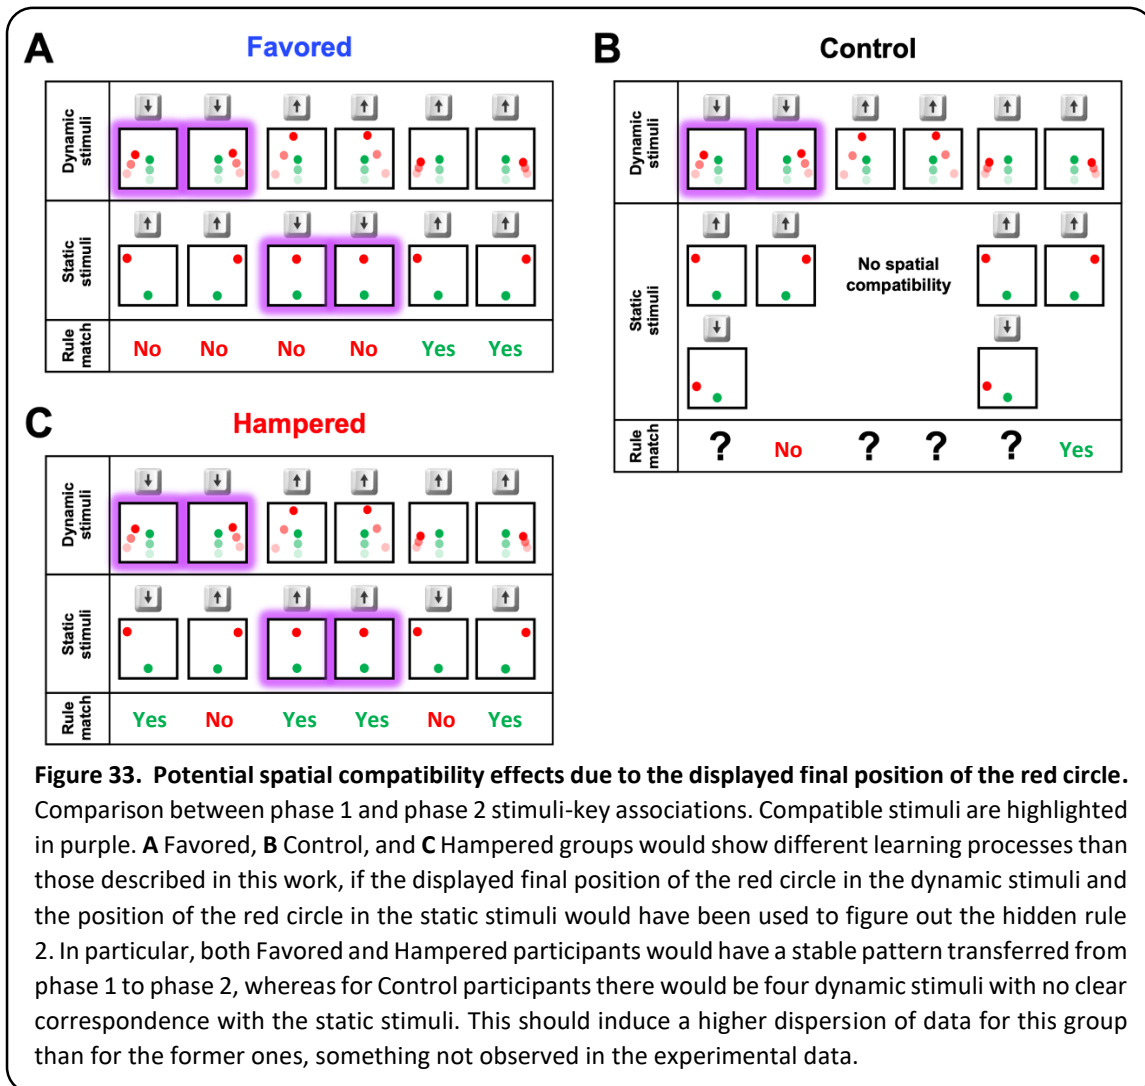 A
Favored
Dynamic stimuli
↓ ↓ ↑ ↑ ↑ ↑
Static stimuli
↑ ↑ ↓ ↓ ↑ ↑
Rule match
No No No No Yes Yes
B
Control
Dynamic stimuli
↓ ↓ ↑ ↑ ↑ ↑
Static stimuli
↑ ↑ ↑ ↑
No spatial
compatibility
↓ ↓
Rule match
? No ? ? ? Yes
C
Hampered
Dynamic stimuli
↓ ↓ ↑ ↑ ↑ ↑
Static stimuli
↓ ↑ ↑ ↑ ↓ ↑
Rule match
Yes No Yes Yes No Yes
Figure 33. Potential spatial compatibility effects due to the displayed final position of the red circle.
Comparison between phase 1 and phase 2 stimuli-key associations. Compatible stimuli are highlighted
in purple. A Favored, B Control, and C Hampered groups would show different learning processes than
those described in this work, if the displayed final position of the red circle in the dynamic stimuli and
the position of the red circle in the static stimuli would have been used to figure out the hidden rule
2. In particular, both Favored and Hampered participants would have a stable pattern transferred from
phase 1 to phase 2, whereas for Control participants there would be four dynamic stimuli with no clear
correspondence with the static stimuli. This should induce a higher dispersion of data for this group
than for the former ones, something not observed in the experimental data.